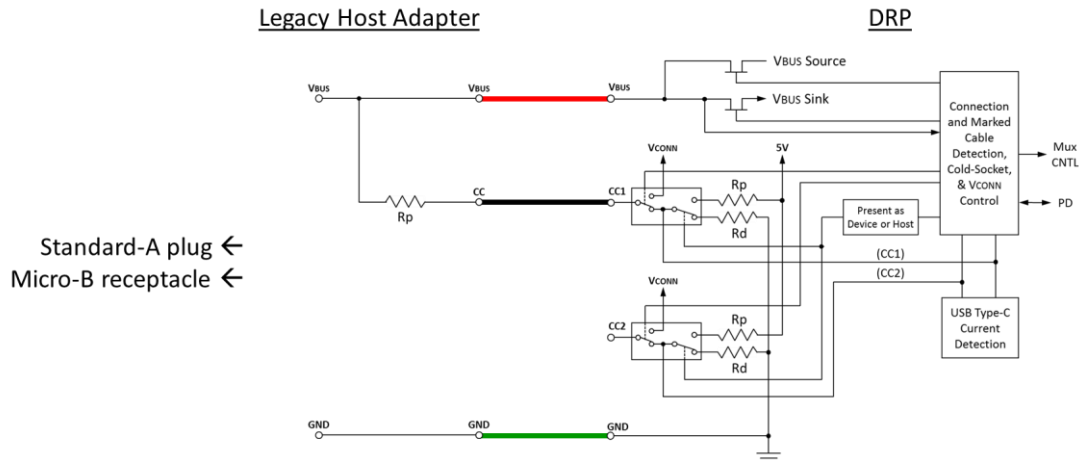 Legacy Host Adapter
DRP
VBUS
VBUS
VBUS
VBUS Source
VBUS Sink
Connection
and Marked
Cable
Detection,
Cold-Socket,
& VCONN
Control
Mux
CNTL
PD
VCONN
5V
Rp
CC
CC1
Rp
Rd
Present as
Device or Host
Standard-A plug ←
Micro-B receptacle ←
(CC1)
(CC2)
VCONN
CC2
Rp
Rd
USB Type-C
Current
Detection
GND
GND
GND